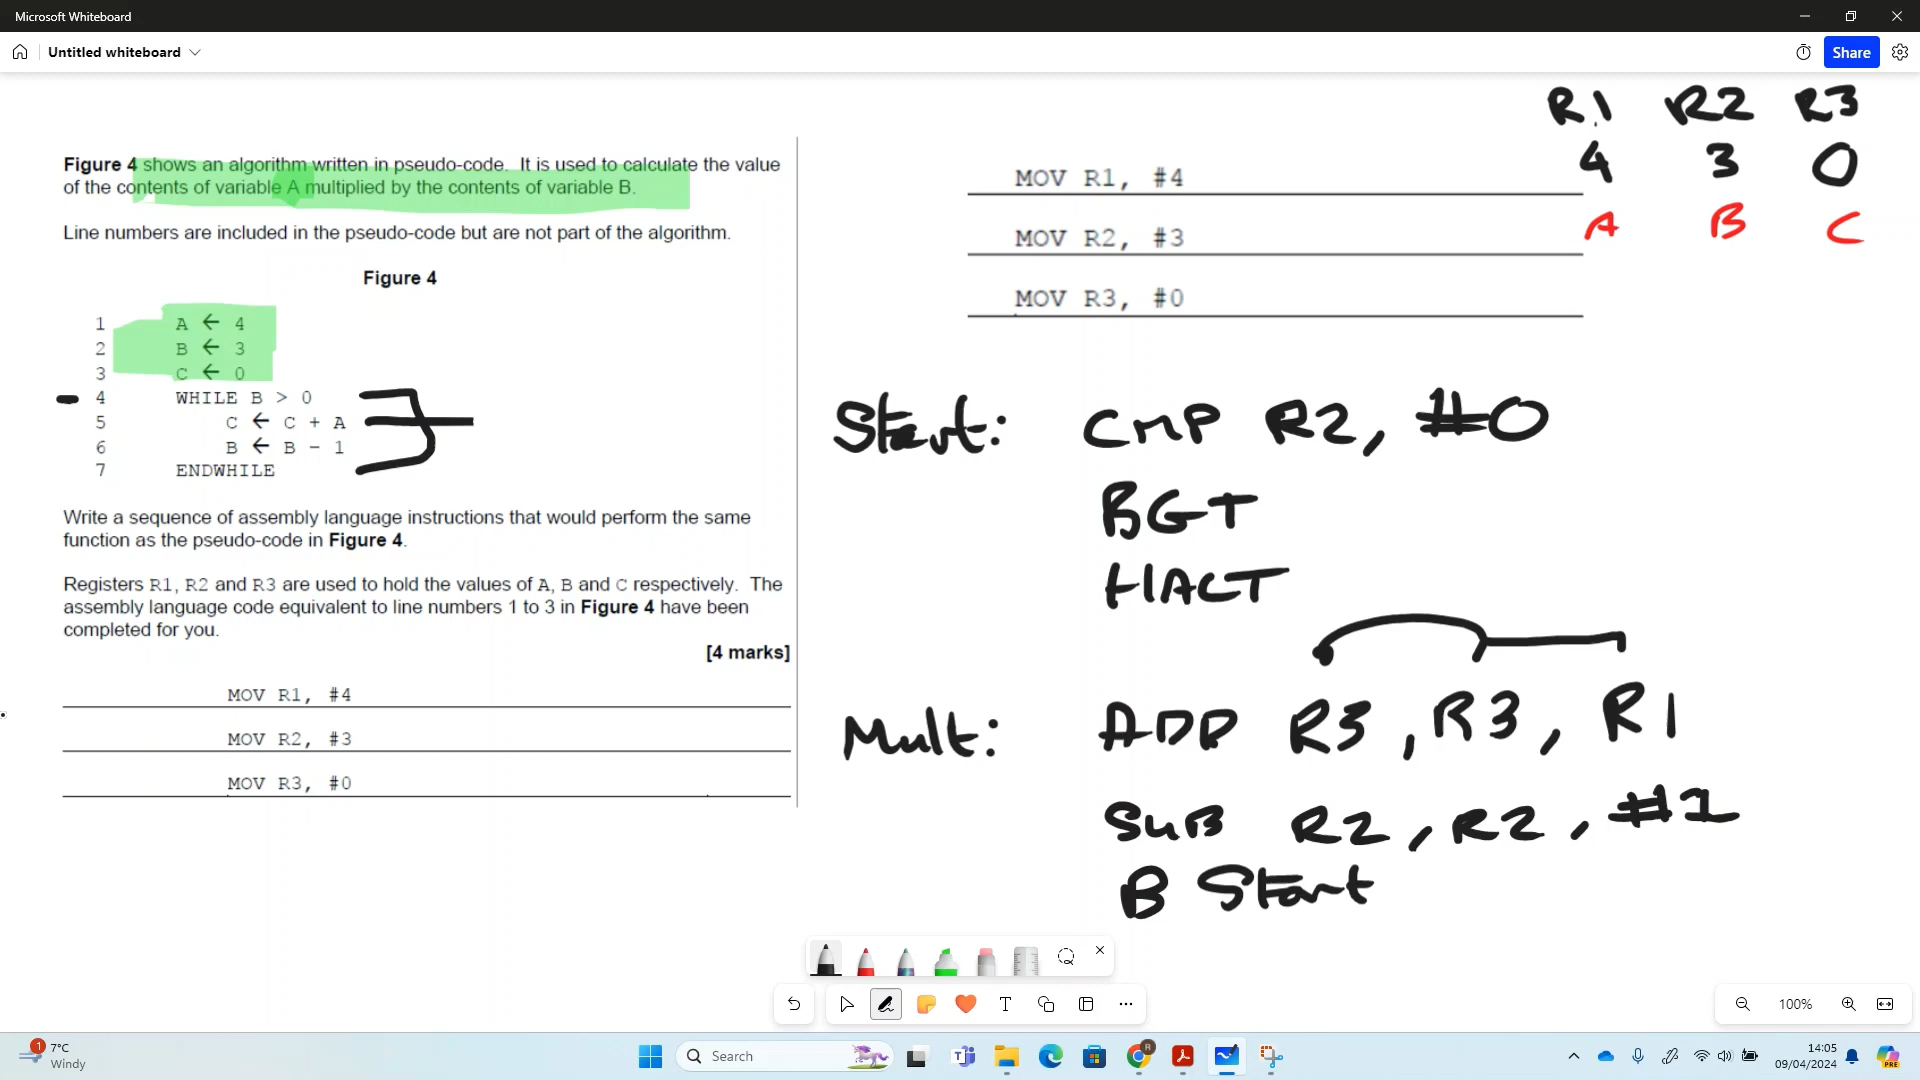 Microsoft Whiteboard
Untitled whiteboard
Share
Figure 4 shows an algorithm written in pseudo-code. It is used to calculate the value
of the contents of variable A multiplied by the contents of variable B.
Line numbers are included in the pseudo-code but are not part of the algorithm.
Figure 4
1 A ← 4
2 B ← 3
3 C ← 0
4 WHILE B > 0
5 C ← C + A
6 B ← B - 1
7 ENDWHILE
Write a sequence of assembly language instructions that would perform the same
function as the pseudo-code in Figure 4.
Registers R1, R2 and R3 are used to hold the values of A, B and C respectively. The
assembly language code equivalent to line numbers 1 to 3 in Figure 4 have been
completed for you.
[4 marks]
MOV R1, #4
MOV R2, #3
MOV R3, #0
R1 R2 R3
4 3 0
A B C
MOV R1, #4
MOV R2, #3
MOV R3, #0
Start: CMP R2, #0
BGT
HALT
Mult: ADD R3, R3, R1
SUB R2, R2, #1
B Start
100%
1
7°C
Windy
Search
R
14:05
09/04/2024
PRE